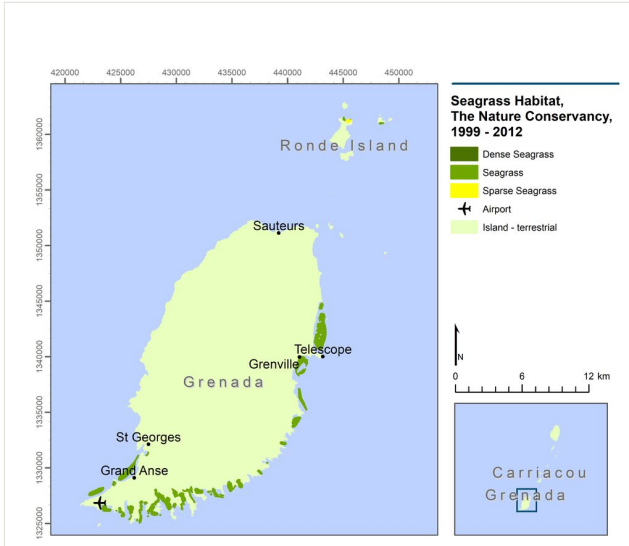 420000 425000 430000 435000 440000 445000 450000
1360000
1355000
1350000
1345000
1340000
1335000
1330000
1325000
Ronde Island
Sauteurs
Telescope
Grenville
Grenada
St Georges
Grand Anse
Seagrass Habitat,
The Nature Conservancy,
1999 - 2012
Dense Seagrass
Seagrass
Sparse Seagrass
Airport
Island - terrestrial
N
0 6 12 km
Carriacou
Grenada